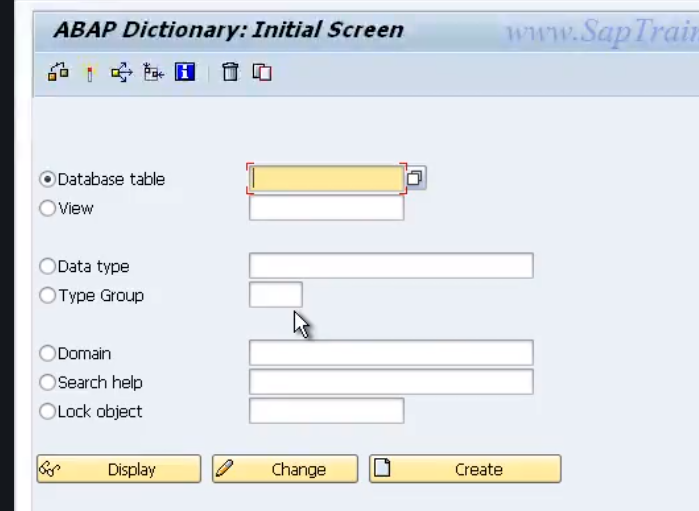 ABAP Dictionary: Initial Screen
www.SapTrain
Database table
View
Data type
Type Group
Domain
Search help
Lock object
Display
Change
Create